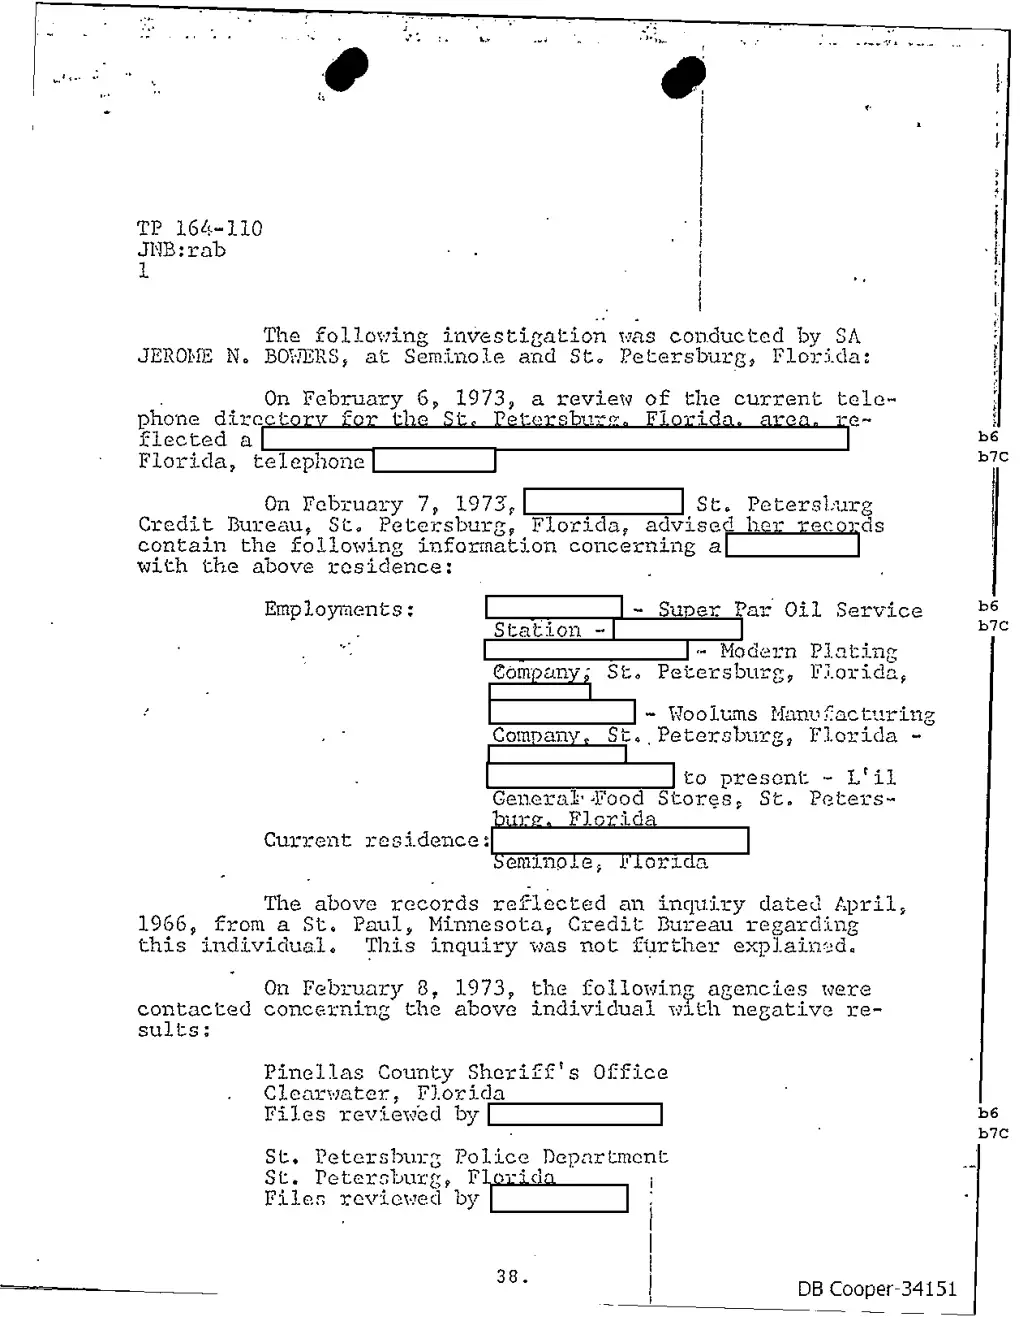 TP 164-110
JNB:rab
1
The following investigation was conducted by SA
JEROME N. BOWERS, at Seminole and St. Petersburg, Florida:
On February 6, 1973, a review of the current tele-
phone directory for the St. Petersburg, Florida, area, re-
flected a
b6
Florida, telephone
b7C
On February 7, 1973, St. Petersburg
Credit Bureau, St. Petersburg, Florida, advised her records
contain the following information concerning a
with the above residence:
Employments: - Super Par Oil Service
b6
Station -
b7C
- Modern Plating
Company, St. Petersburg, Florida,
- Woolums Manufacturing
Company, St. Petersburg, Florida -
to present - L'il
General Food Stores, St. Peters-
burg, Florida
Current residence:
Seminole, Florida
The above records reflected an inquiry dated April,
1966, from a St. Paul, Minnesota, Credit Bureau regarding
this individual. This inquiry was not further explained.
On February 8, 1973, the following agencies were
contacted concerning the above individual with negative re-
sults:
Pinellas County Sheriff's Office
Clearwater, Florida
Files reviewed by
b6
b7C
St. Petersburg Police Department
St. Petersburg, Florida
Files reviewed by
38.
DB Cooper-34151